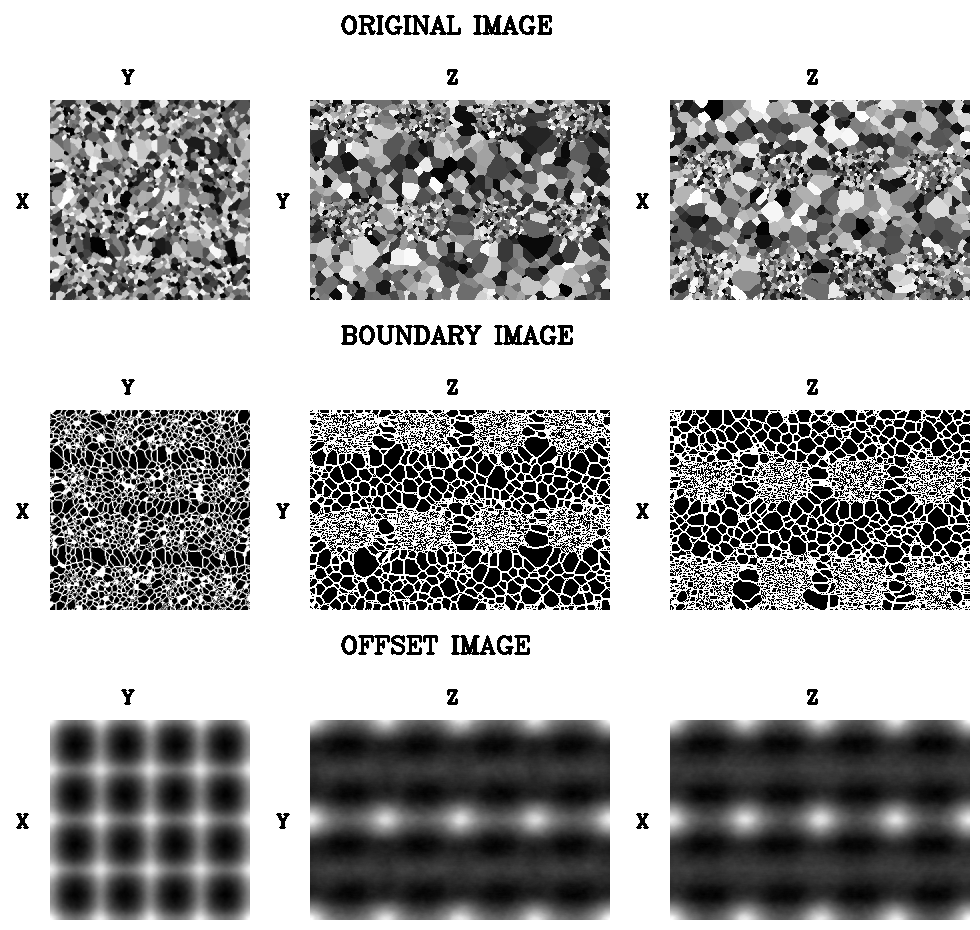 ORIGINAL IMAGE
Y Z Z
X Y X
BOUNDARY IMAGE
Y Z Z
X Y X
OFFSET IMAGE
Y Z Z
X Y X